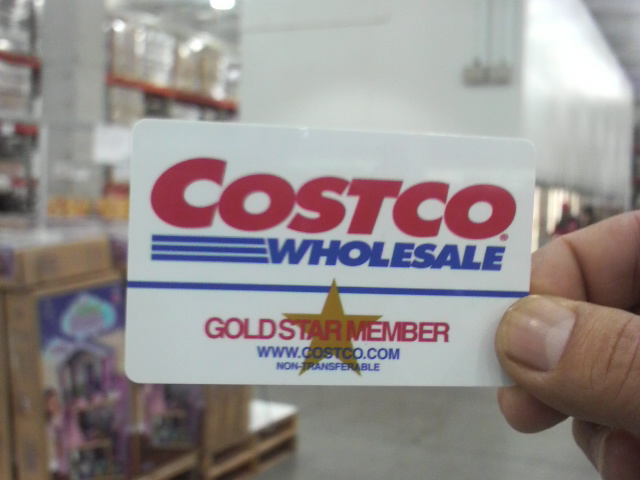 COSTCO®
WHOLESALE
GOLD STAR MEMBER
WWW.COSTCO.COM
NON-TRANSFERABLE